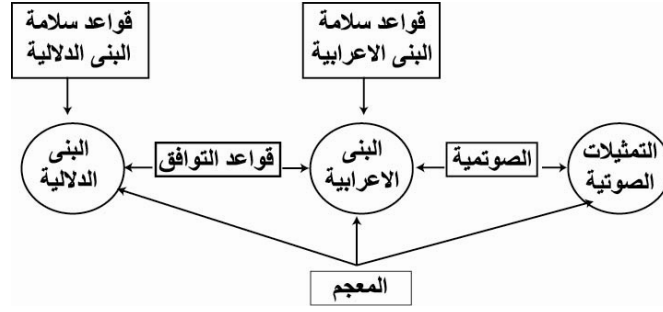 قواعد سلامة
البنى الاعرابية
قواعد سلامة
البنى الدلالية
التمثيلات
الصوتية
الصوتمية
البنى
الاعرابية
قواعد التوافق
البنى
الدلالية
المعجم